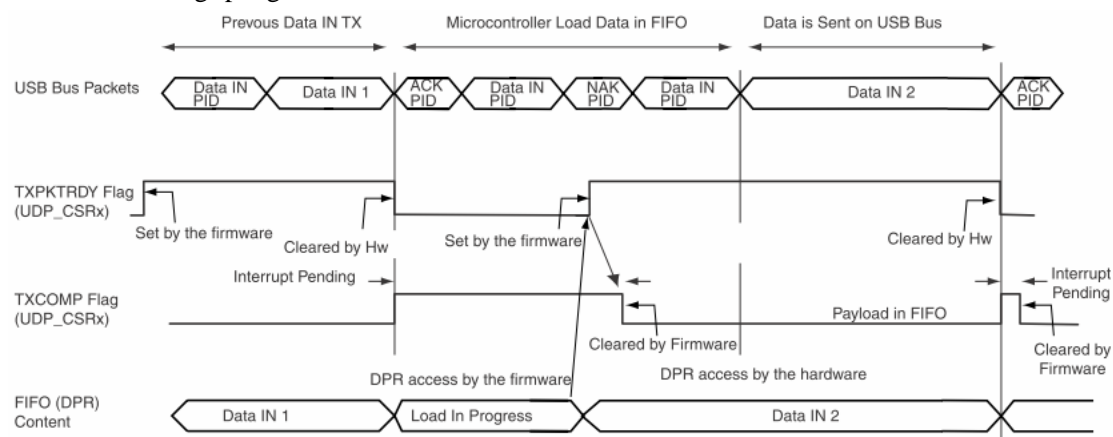 Prevous Data IN TX
Microcontroller Load Data in FIFO
Data is Sent on USB Bus
USB Bus Packets
Data IN
PID
Data IN 1
ACK
PID
Data IN
PID
NAK
PID
Data IN
PID
Data IN 2
ACK
PID
TXPKTRDY Flag
(UDP_CSRx)
Set by the firmware
Cleared by Hw
Set by the firmware
Cleared by Hw
Interrupt Pending
Interrupt
Pending
TXCOMP Flag
(UDP_CSRx)
Payload in FIFO
Cleared by Firmware
Cleared by
Firmware
DPR access by the firmware
DPR access by the hardware
FIFO (DPR)
Content
Data IN 1
Load In Progress
Data IN 2